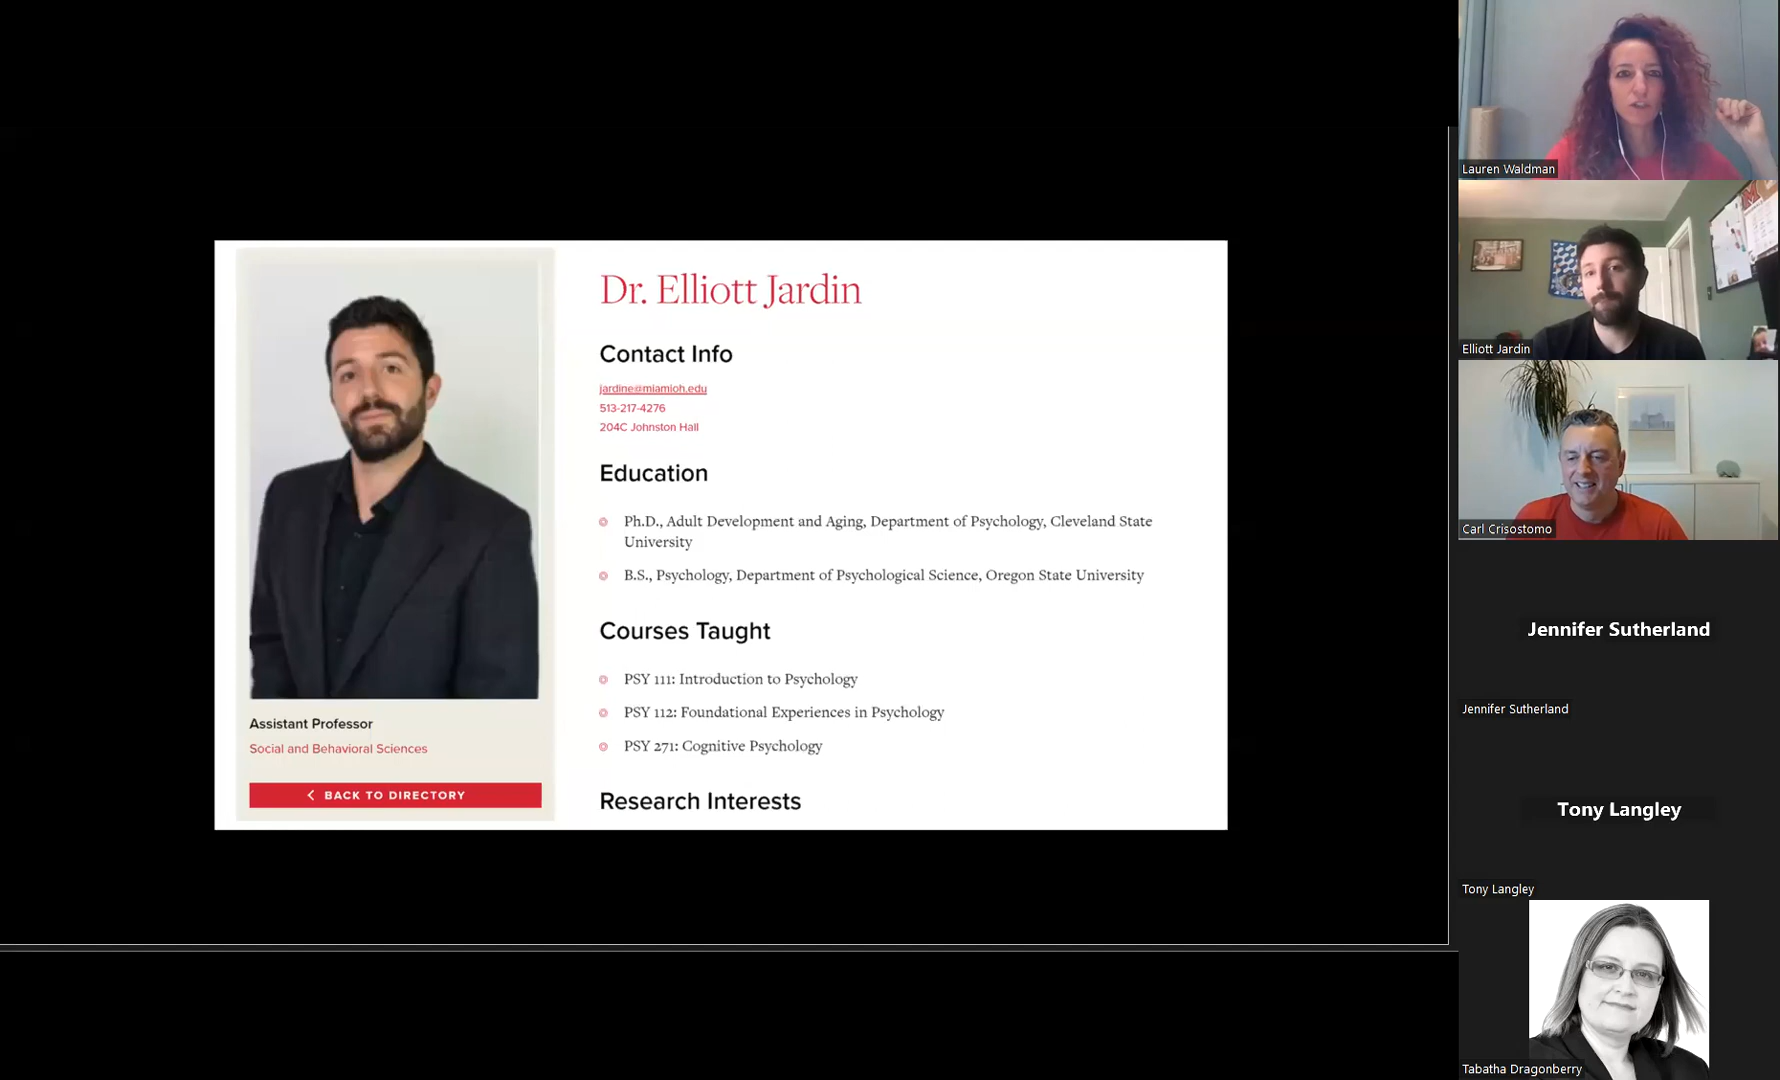 Dr. Elliott Jardin
Contact Info
jardine@miamioh.edu
513-217-4276
204C Johnston Hall
Education
Ph.D., Adult Development and Aging, Department of Psychology, Cleveland State
University
B.S., Psychology, Department of Psychological Science, Oregon State University
Courses Taught
PSY 111: Introduction to Psychology
PSY 112: Foundational Experiences in Psychology
PSY 271: Cognitive Psychology
Research Interests
Assistant Professor
Social and Behavioral Sciences
< BACK TO DIRECTORY
Lauren Waldman
Elliott Jardin
Carl Crisostomo
Jennifer Sutherland
Jennifer Sutherland
Tony Langley
Tony Langley
Tabatha Dragonberry